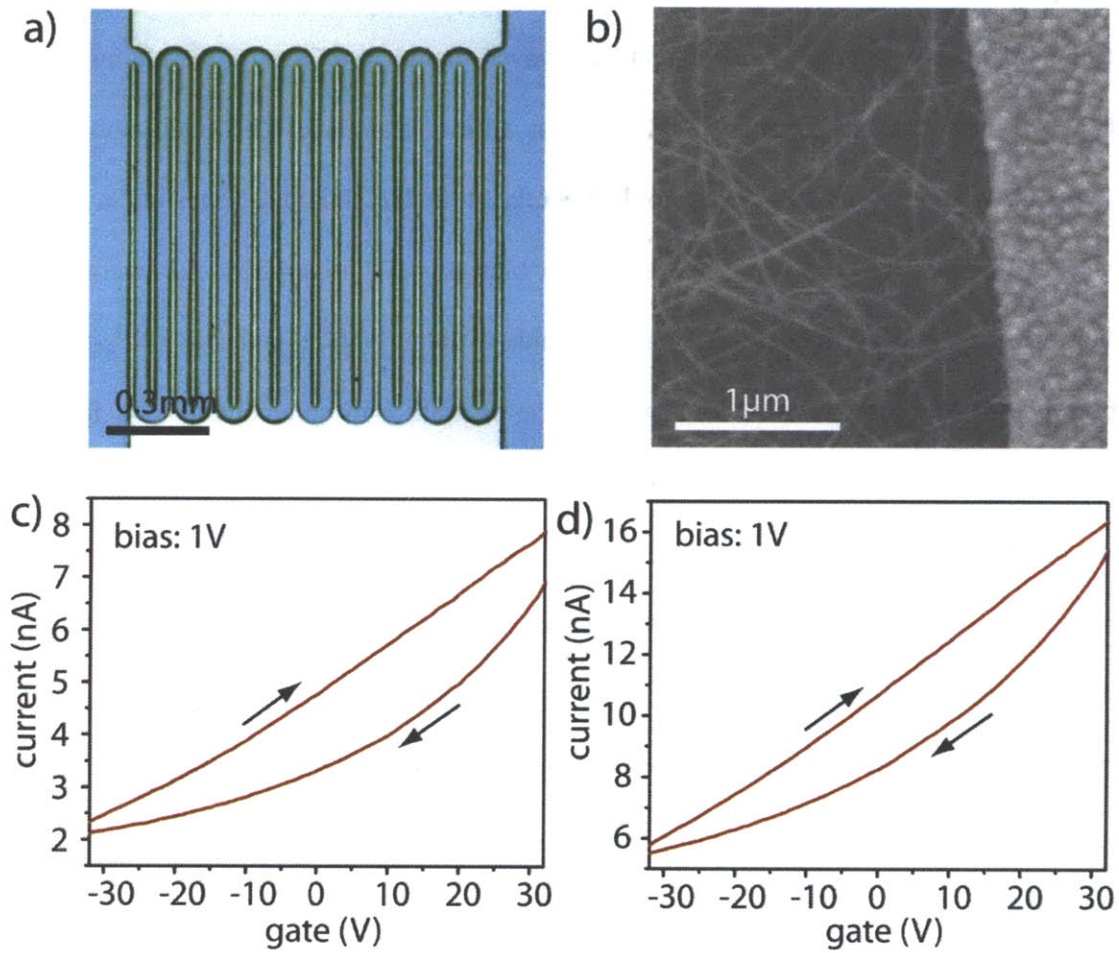 a)
0.3mm
b)
1µm
c)
bias: 1V
current (nA)
8
7
6
5
4
3
2
-30 -20 -10 0 10 20 30
gate (V)
d)
bias: 1V
current (nA)
16
14
12
10
8
6
-30 -20 -10 0 10 20 30
gate (V)